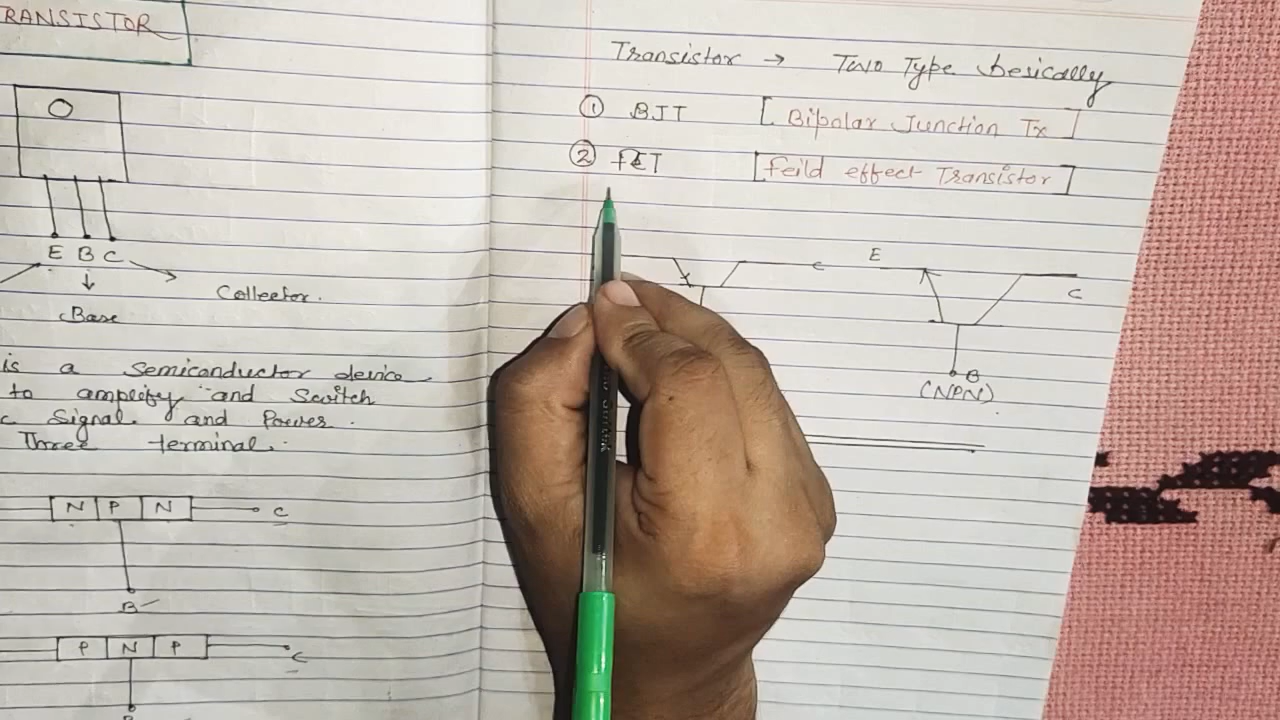 RANSISTOR
E B C
Collector.
Base
is a semiconductor device
to amplify and switch
c signal and Power.
Three terminal.
N P N C
B
P N P C
Transistor → Two Type besically
① BJT [Bipolar Junction Tx]
② FET [Feild effect Transistor]
C E C
B
(NPN)